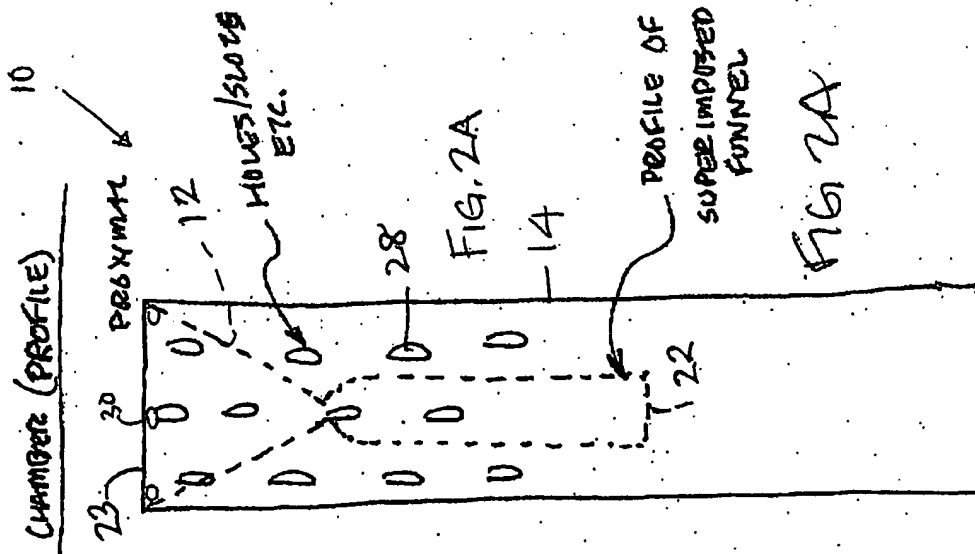 CHAMBER (PROFILE)
10
PROXIMAL
23
30
12
HOLES/SLOTS
ETC.
28
FIG. 2A
14
PROFILE OF
SUPERIMPOSED
FUNNEL
22
FIG 2A